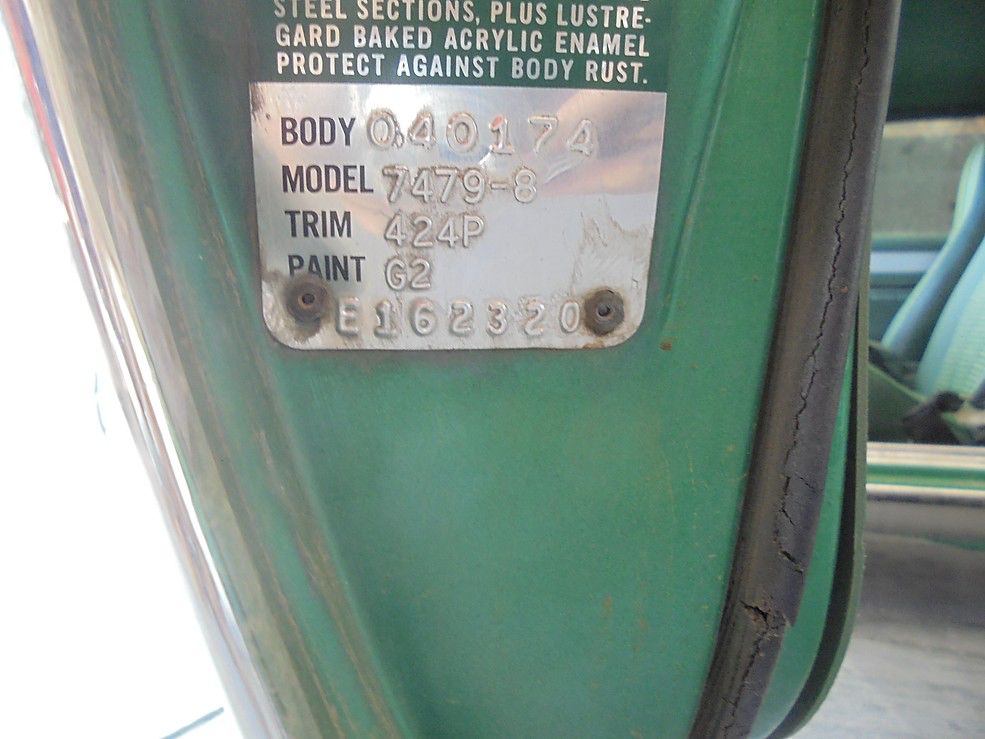 STEEL SECTIONS, PLUS LUSTRE-
GARD BAKED ACRYLIC ENAMEL
PROTECT AGAINST BODY RUST.
BODY 040174
MODEL 7479-8
TRIM 424P
PAINT G2
E162320